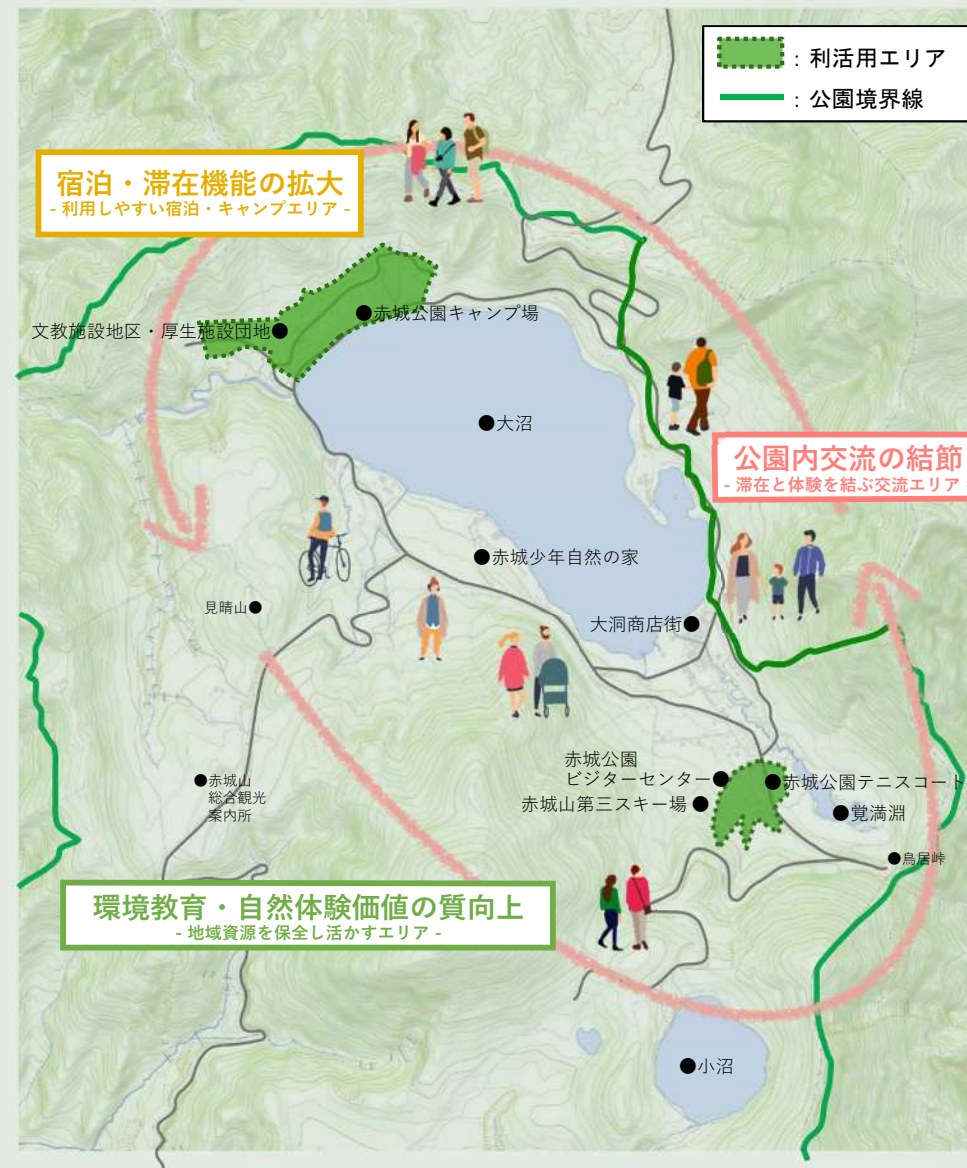 ：利活用エリア
：公園境界線
宿泊・滞在機能の拡大
- 利用しやすい宿泊・キャンプエリア -
●赤城公園キャンプ場
文教施設地区・厚生施設団地●
●大沼
公園内交流の結節
- 滞在と体験を結ぶ交流エリア -
●赤城少年自然の家
見晴山●
大洞商店街●
赤城公園
ビジターセンター●
●赤城公園テニスコート
赤城山第三スキー場●
●覚満淵
●赤城山
総合観光
案内所
●鳥居峠
環境教育・自然体験価値の質向上
- 地域資源を保全し活かすエリア -
●小沼